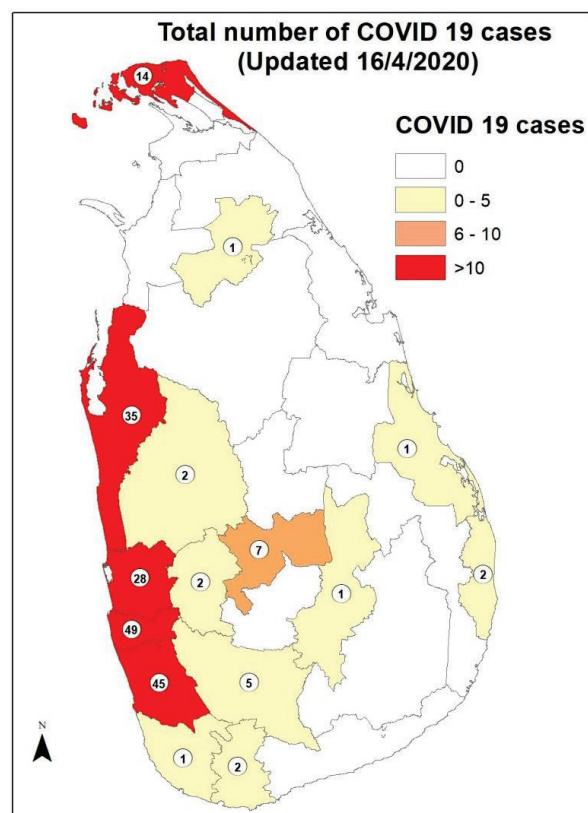 Total number of COVID 19 cases
(Updated 16/4/2020)
14
COVID 19 cases
0
0 - 5
6 - 10
>10
1
35
2
1
7
28
2
2
1
49
45
5
1
2
N